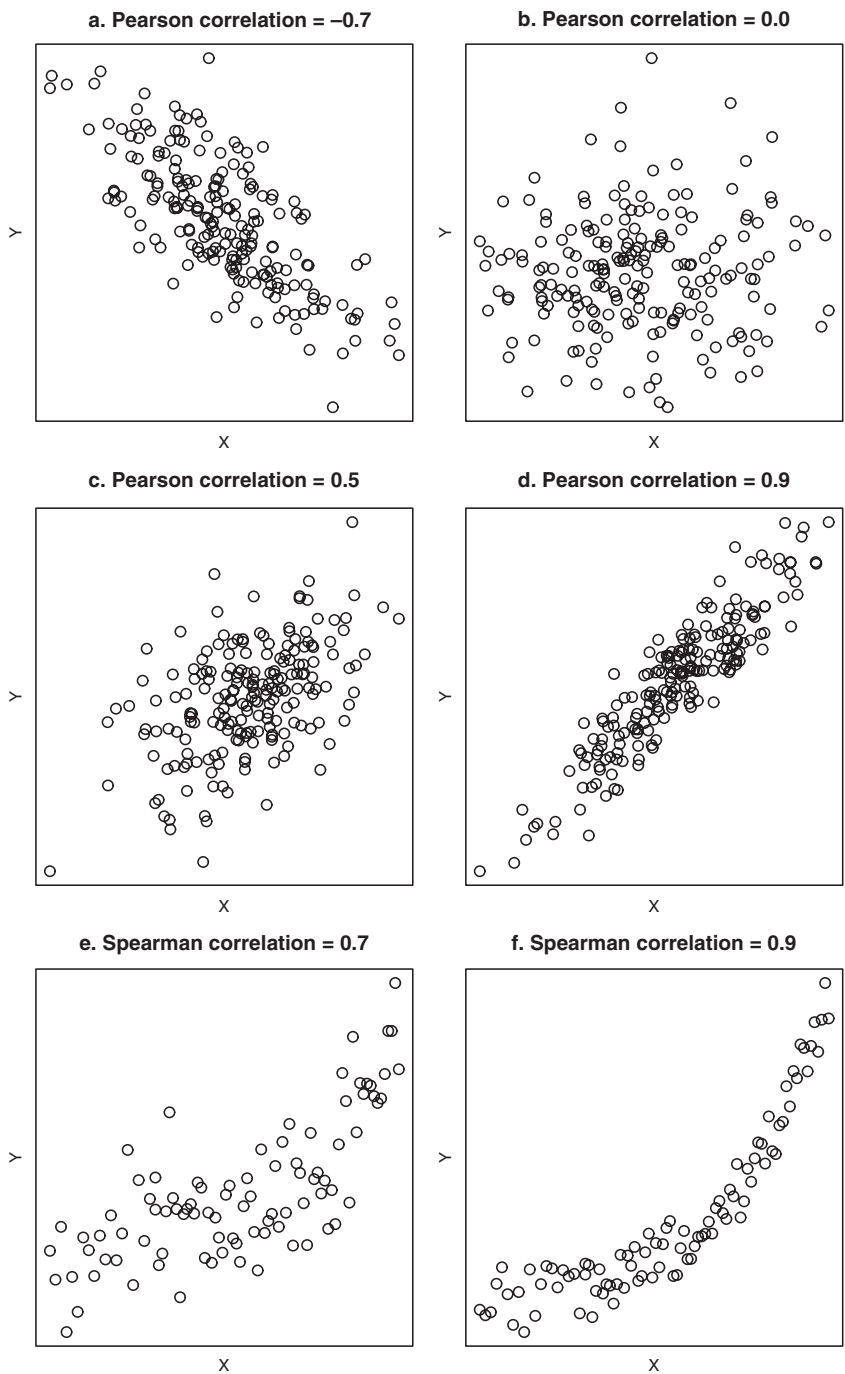 a. Pearson correlation = –0.7
Y
X
b. Pearson correlation = 0.0
Y
X
c. Pearson correlation = 0.5
Y
X
d. Pearson correlation = 0.9
Y
X
e. Spearman correlation = 0.7
Y
X
f. Spearman correlation = 0.9
Y
X